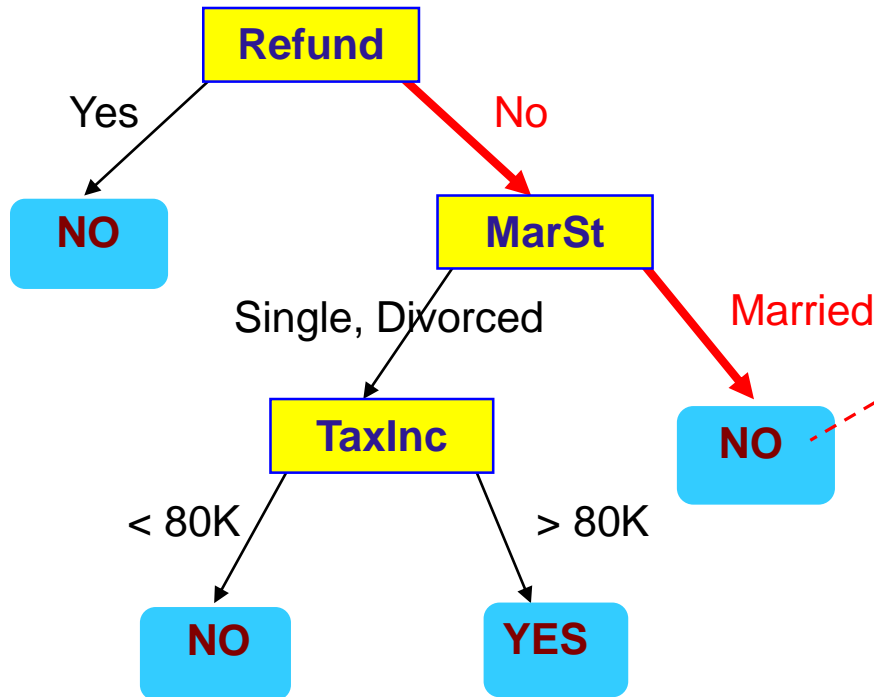 Refund
Yes
No
NO
MarSt
Single, Divorced
Married
TaxInc
NO
< 80K
> 80K
NO
YES